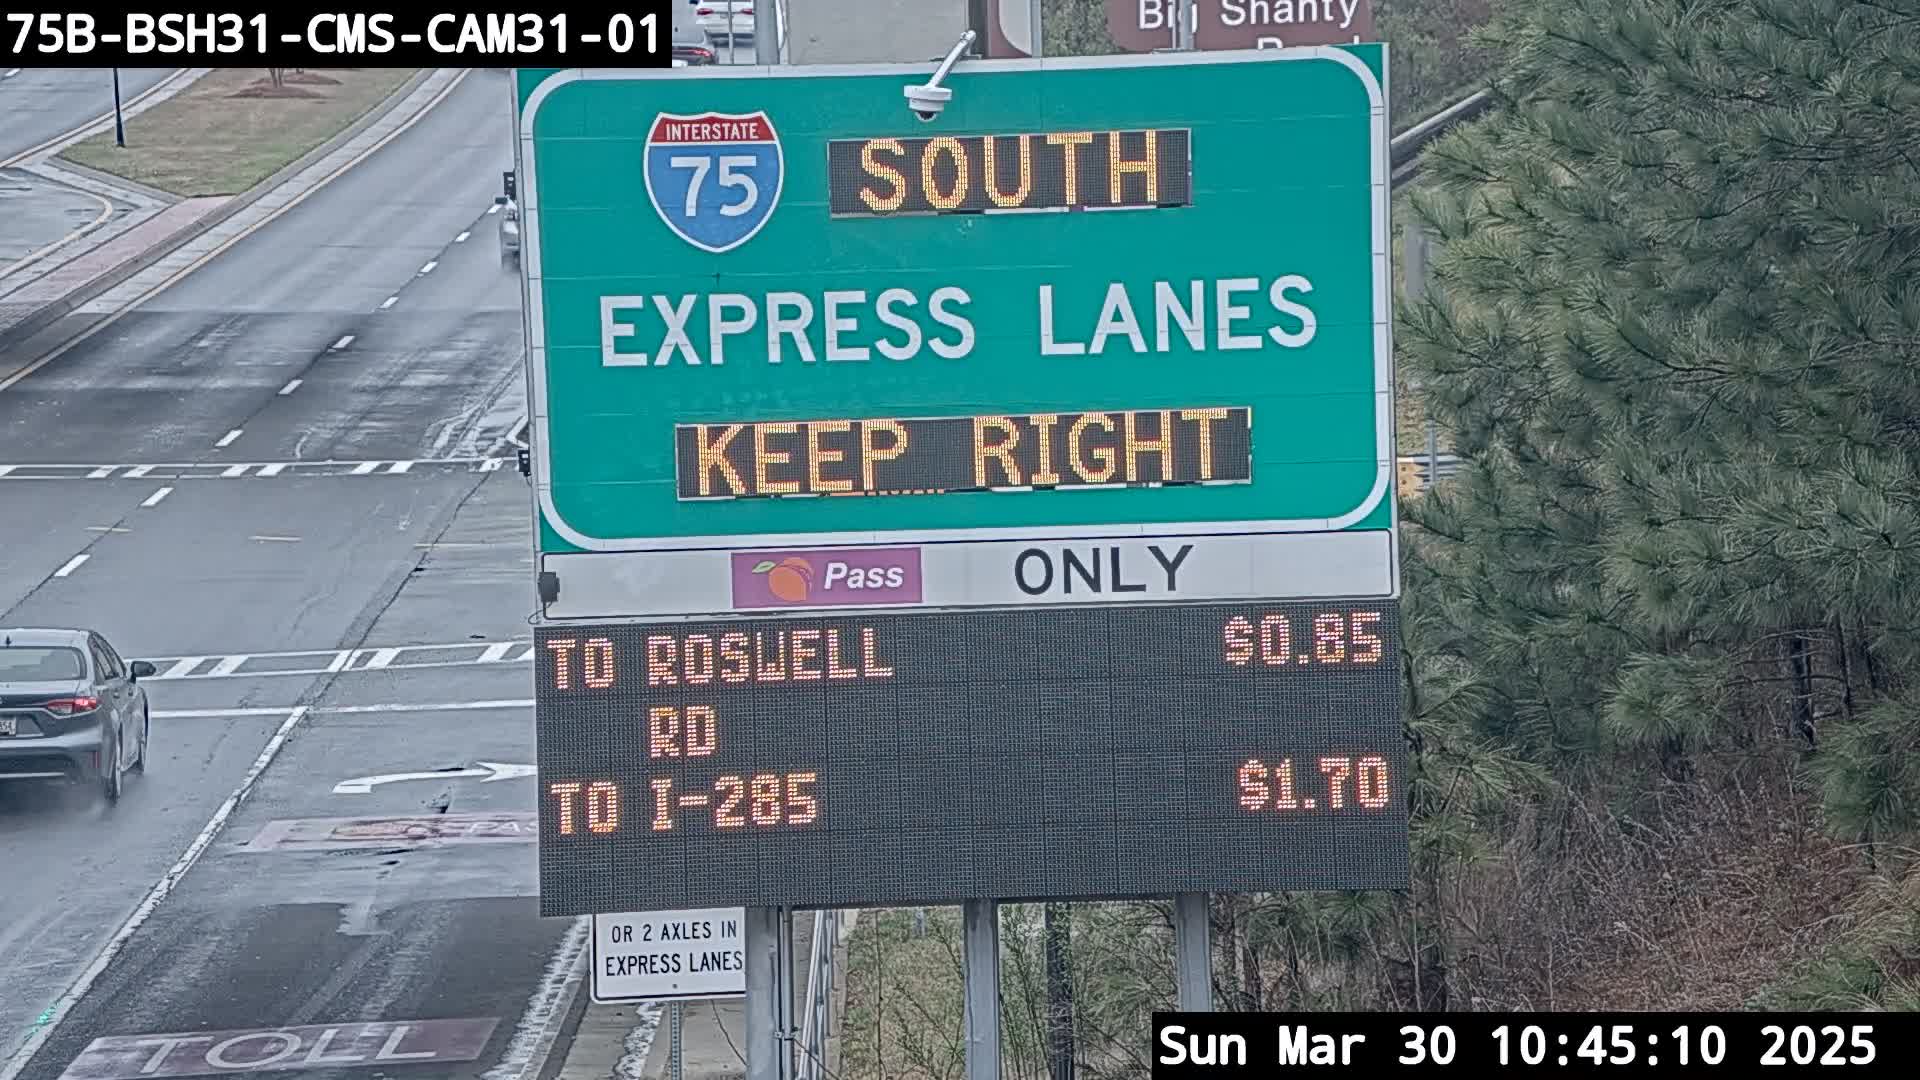 75B-BSH31-CMS-CAM31-01
Big Shanty
INTERSTATE
75
SOUTH
EXPRESS LANES
KEEP RIGHT
Pass
ONLY
TO ROSWELL $0.85
RD
TO I-285 $1.70
OR 2 AXLES IN
EXPRESS LANES
TOLL
Sun Mar 30 10:45:10 2025